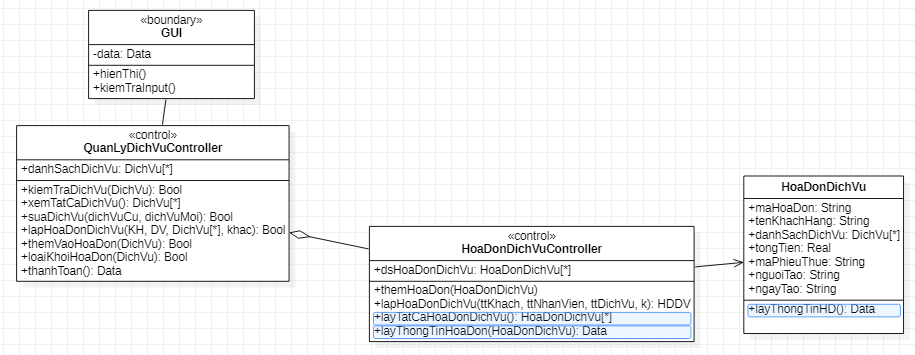 «boundary»
GUI
-data: Data
+hienThi()
+kiemTraInput()
«control»
QuanLyDichVuController
+danhSachDichVu: DichVu[*]
+kiemTraDichVu(DichVu): Bool
+xemTatCaDichVu(): DichVu[*]
+suaDichVu(dichVuCu, dichVuMoi): Bool
+lapHoaDonDichVu(KH, DV, DichVu[*], khac): Bool
+themVaoHoaDon(DichVu): Bool
+loaiKhoiHoaDon(DichVu): Bool
+thanhToan(): Data
«control»
HoaDonDichVuController
+dsHoaDonDichVu: HoaDonDichVu[*]
+themHoaDon(HoaDonDichVu)
+lapHoaDonDichVu(ttKhach, ttNhanVien, ttDichVu, k): HDDV
+layTatCaHoaDonDichVu(): HoaDonDichVu[*]
+layThongTinHoaDon(HoaDonDichVu): Data
HoaDonDichVu
+maHoaDon: String
+tenKhachHang: String
+danhSachDichVu: DichVu[*]
+tongTien: Real
+maPhieuThue: String
+nguoiTao: String
+ngayTao: String
+layThongTinHD(): Data